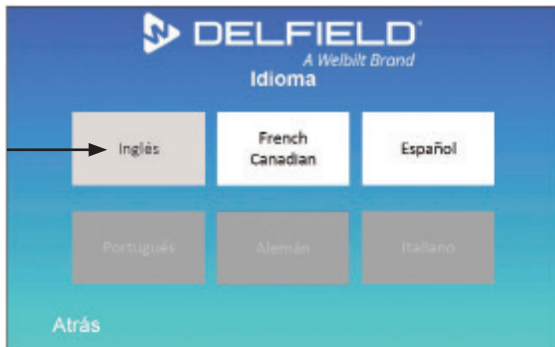 DELFIELD
A Welbilt Brand
Idioma
Inglés
French
Canadian
Español
Portugués
Alemán
Italiano
Atrás